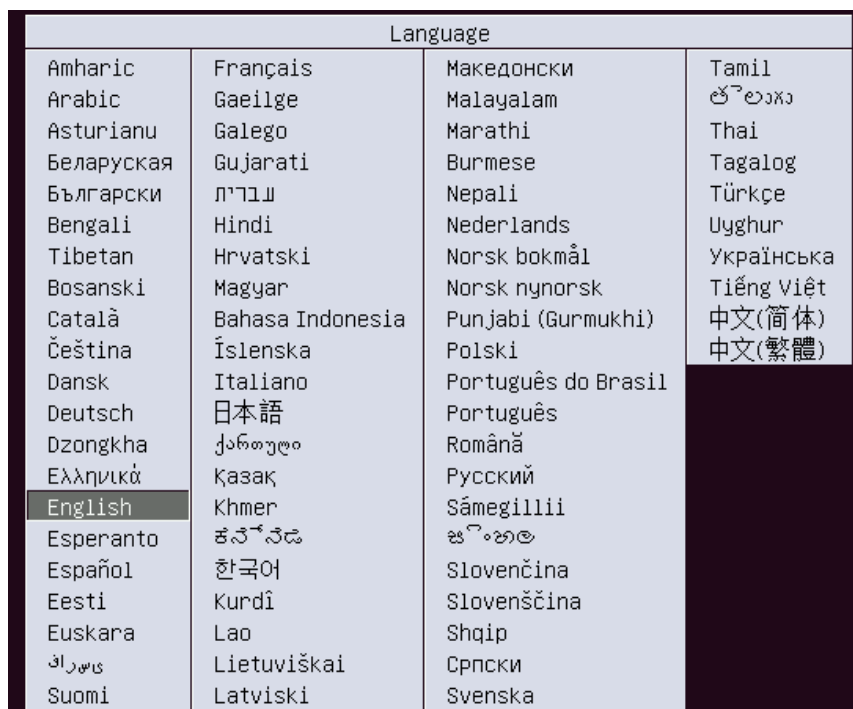 Language
Amharic
Arabic
Asturianu
Беларуская
Български
Bengali
Tibetan
Bosanski
Català
Čeština
Dansk
Deutsch
Dzongkha
Ελληνικά
English
Esperanto
Español
Eesti
Euskara
فارسی
Suomi
Français
Gaeilge
Galego
Gujarati
עברית
Hindi
Hrvatski
Magyar
Bahasa Indonesia
Íslenska
Italiano
日本語
ქართული
Қазақ
Khmer
ಕನ್ನಡ
한국어
Kurdî
Lao
Lietuviškai
Latviski
Македонски
Malayalam
Marathi
Burmese
Nepali
Nederlands
Norsk bokmål
Norsk nynorsk
Punjabi (Gurmukhi)
Polski
Português do Brasil
Português
Română
Русский
Sámegillii
සිංහල
Slovenčina
Slovenščina
Shqip
Српски
Svenska
Tamil
తెలుగు
Thai
Tagalog
Türkçe
Uyghur
Українська
Tiếng Việt
中文(简体)
中文(繁體)